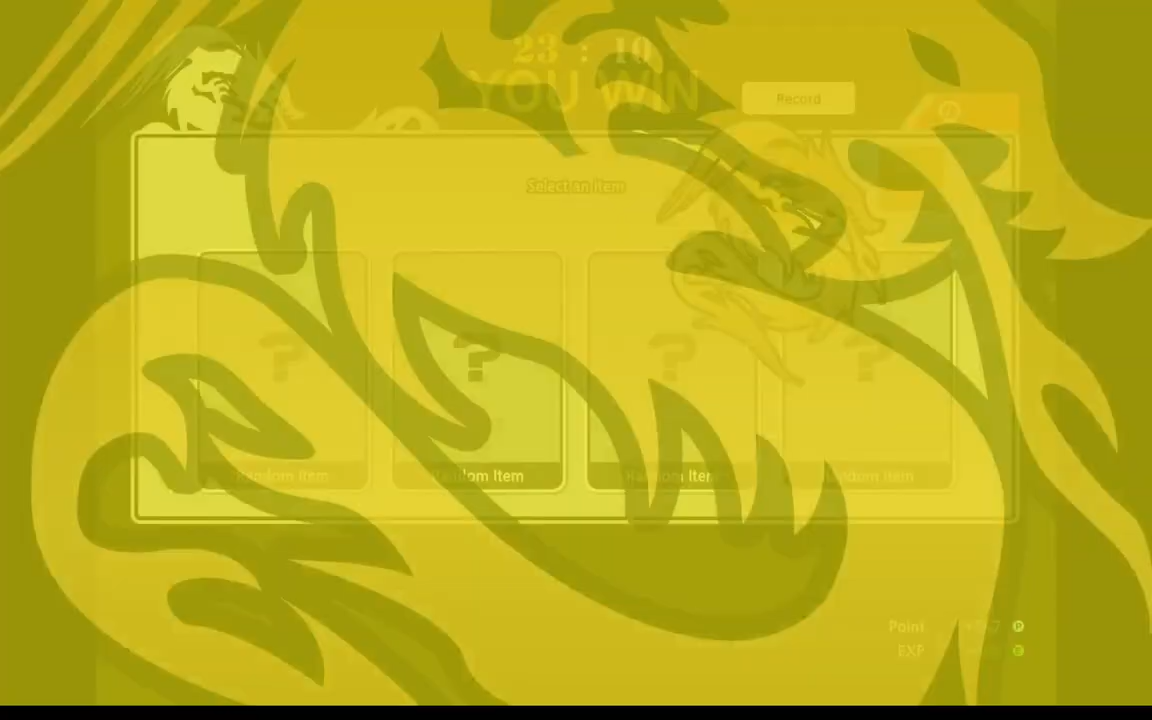 23 : 10
YOU WIN
Record
Select an Item
?
?
?
?
Random Item
Random Item
Random Item
Random Item
Point
P
EXP
E